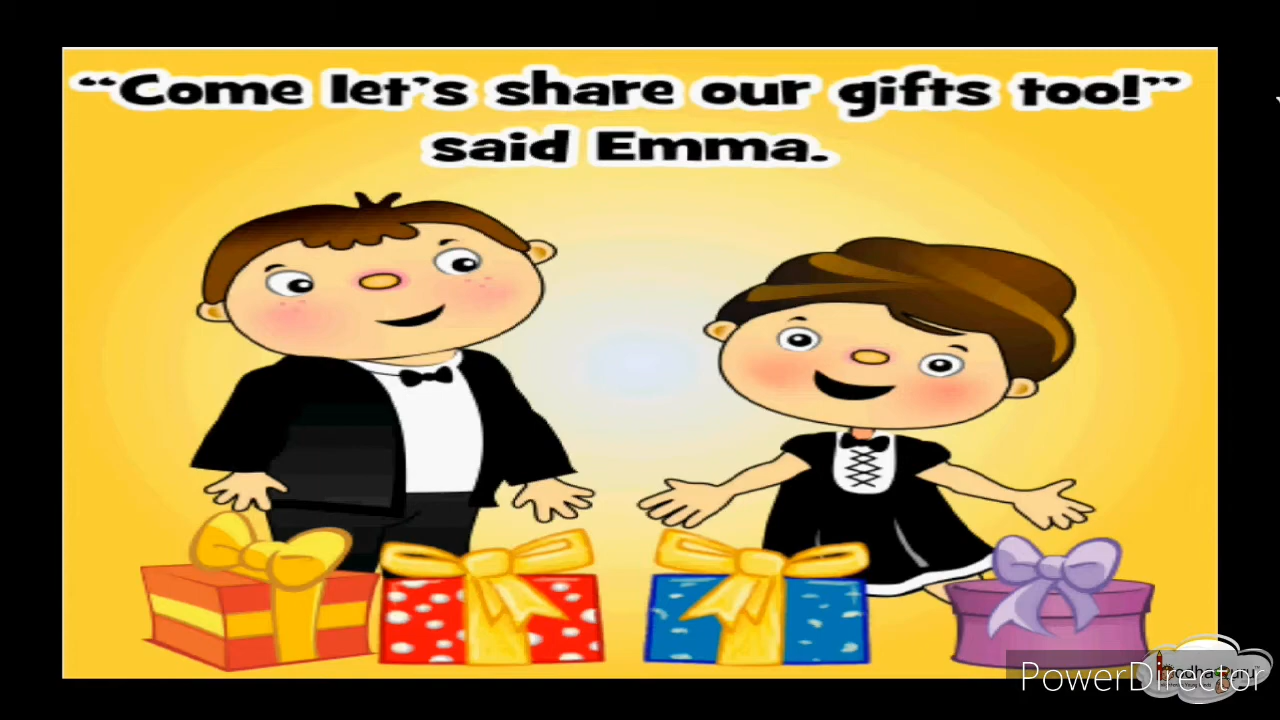 “Come let’s share our gifts too!”
said Emma.
PowerDirector